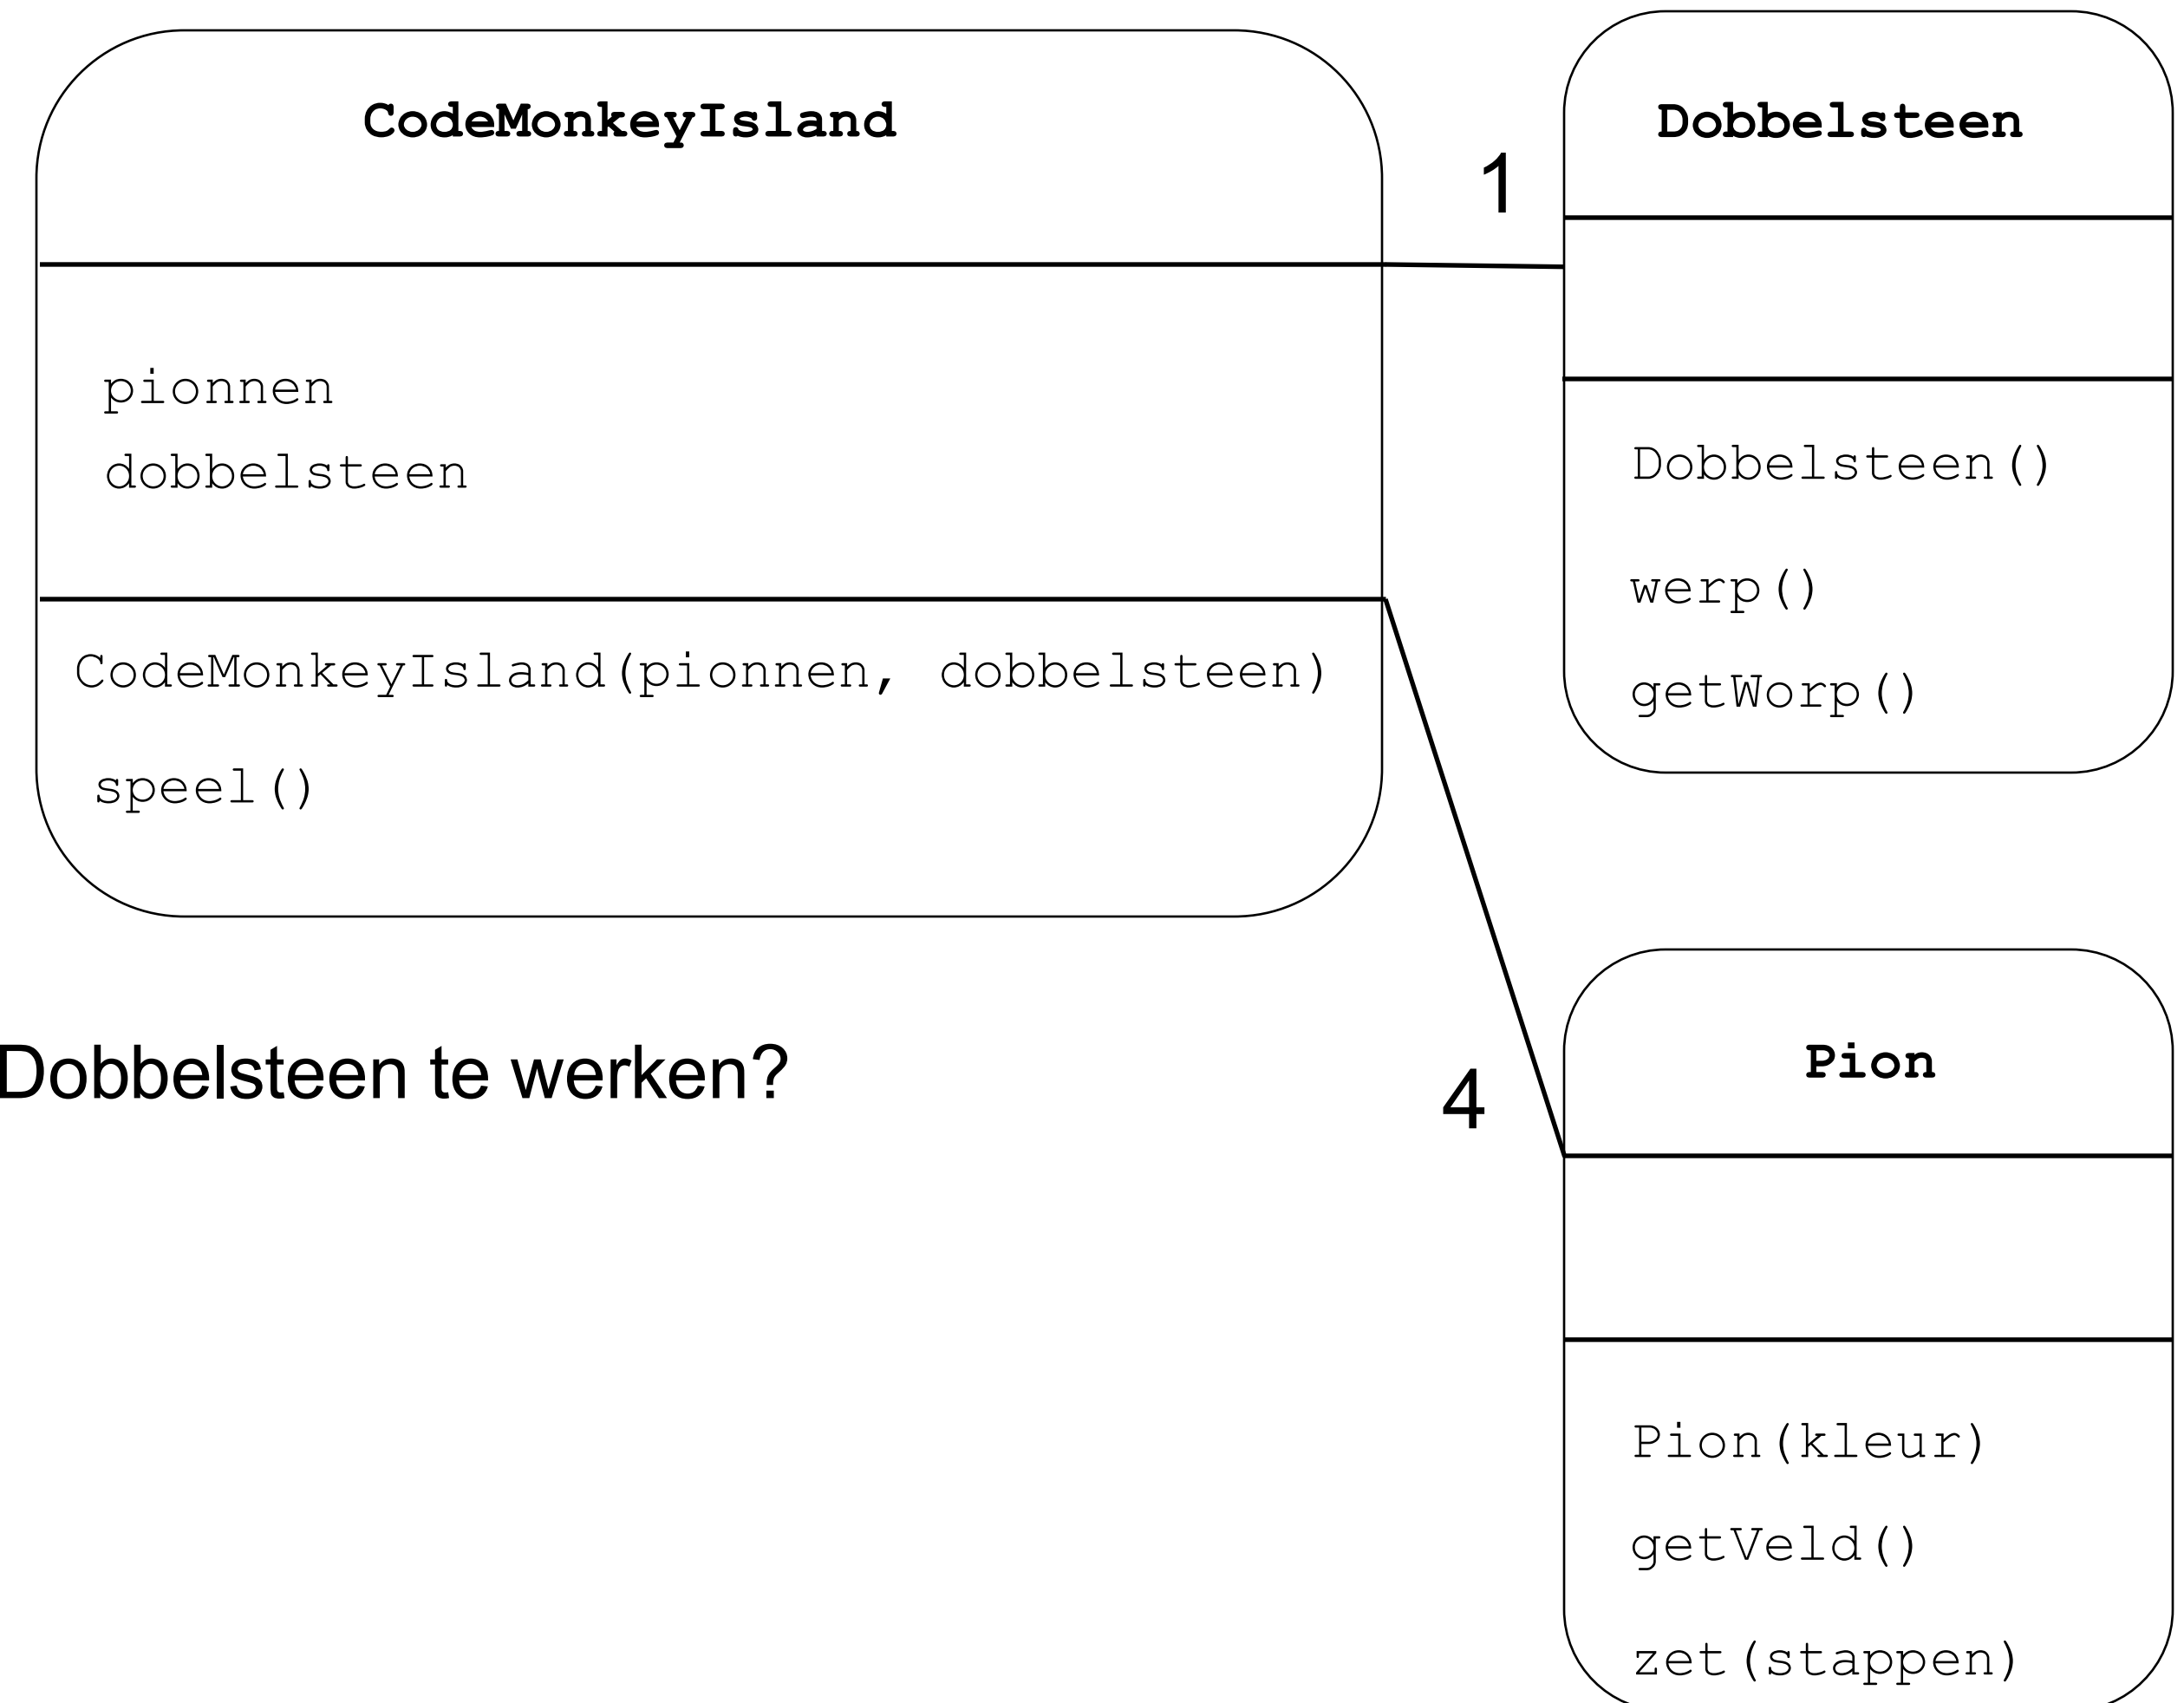 CodeMonkeyIsland
pionnen
dobbelsteen
CodeMonkeyIsland(pionnen, dobbelsteen)
speel()
1
Dobbelsteen
Dobbelsteen()
werp()
getWorp()
Dobbelsteen te werken?
4
Pion
Pion(kleur)
getVeld()
zet(stappen)